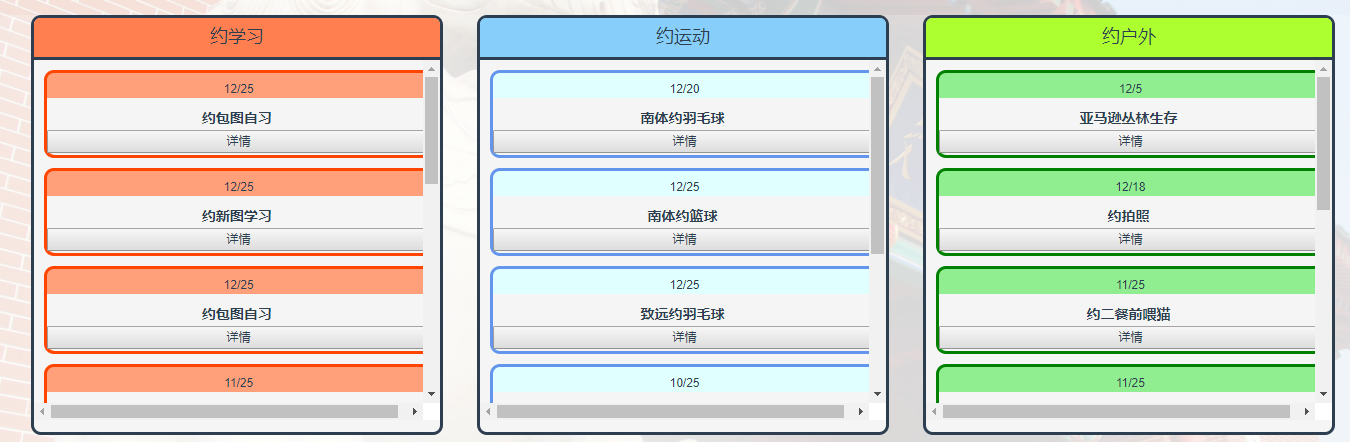 约学习
12/25
约包图自习
详情
12/25
约新图学习
详情
12/25
约包图自习
详情
11/25
约运动
12/20
南体约羽毛球
详情
12/25
南体约篮球
详情
12/25
致远约羽毛球
详情
10/25
约户外
12/5
亚马逊丛林生存
详情
12/18
约拍照
详情
11/25
约二餐前喂猫
详情
11/25